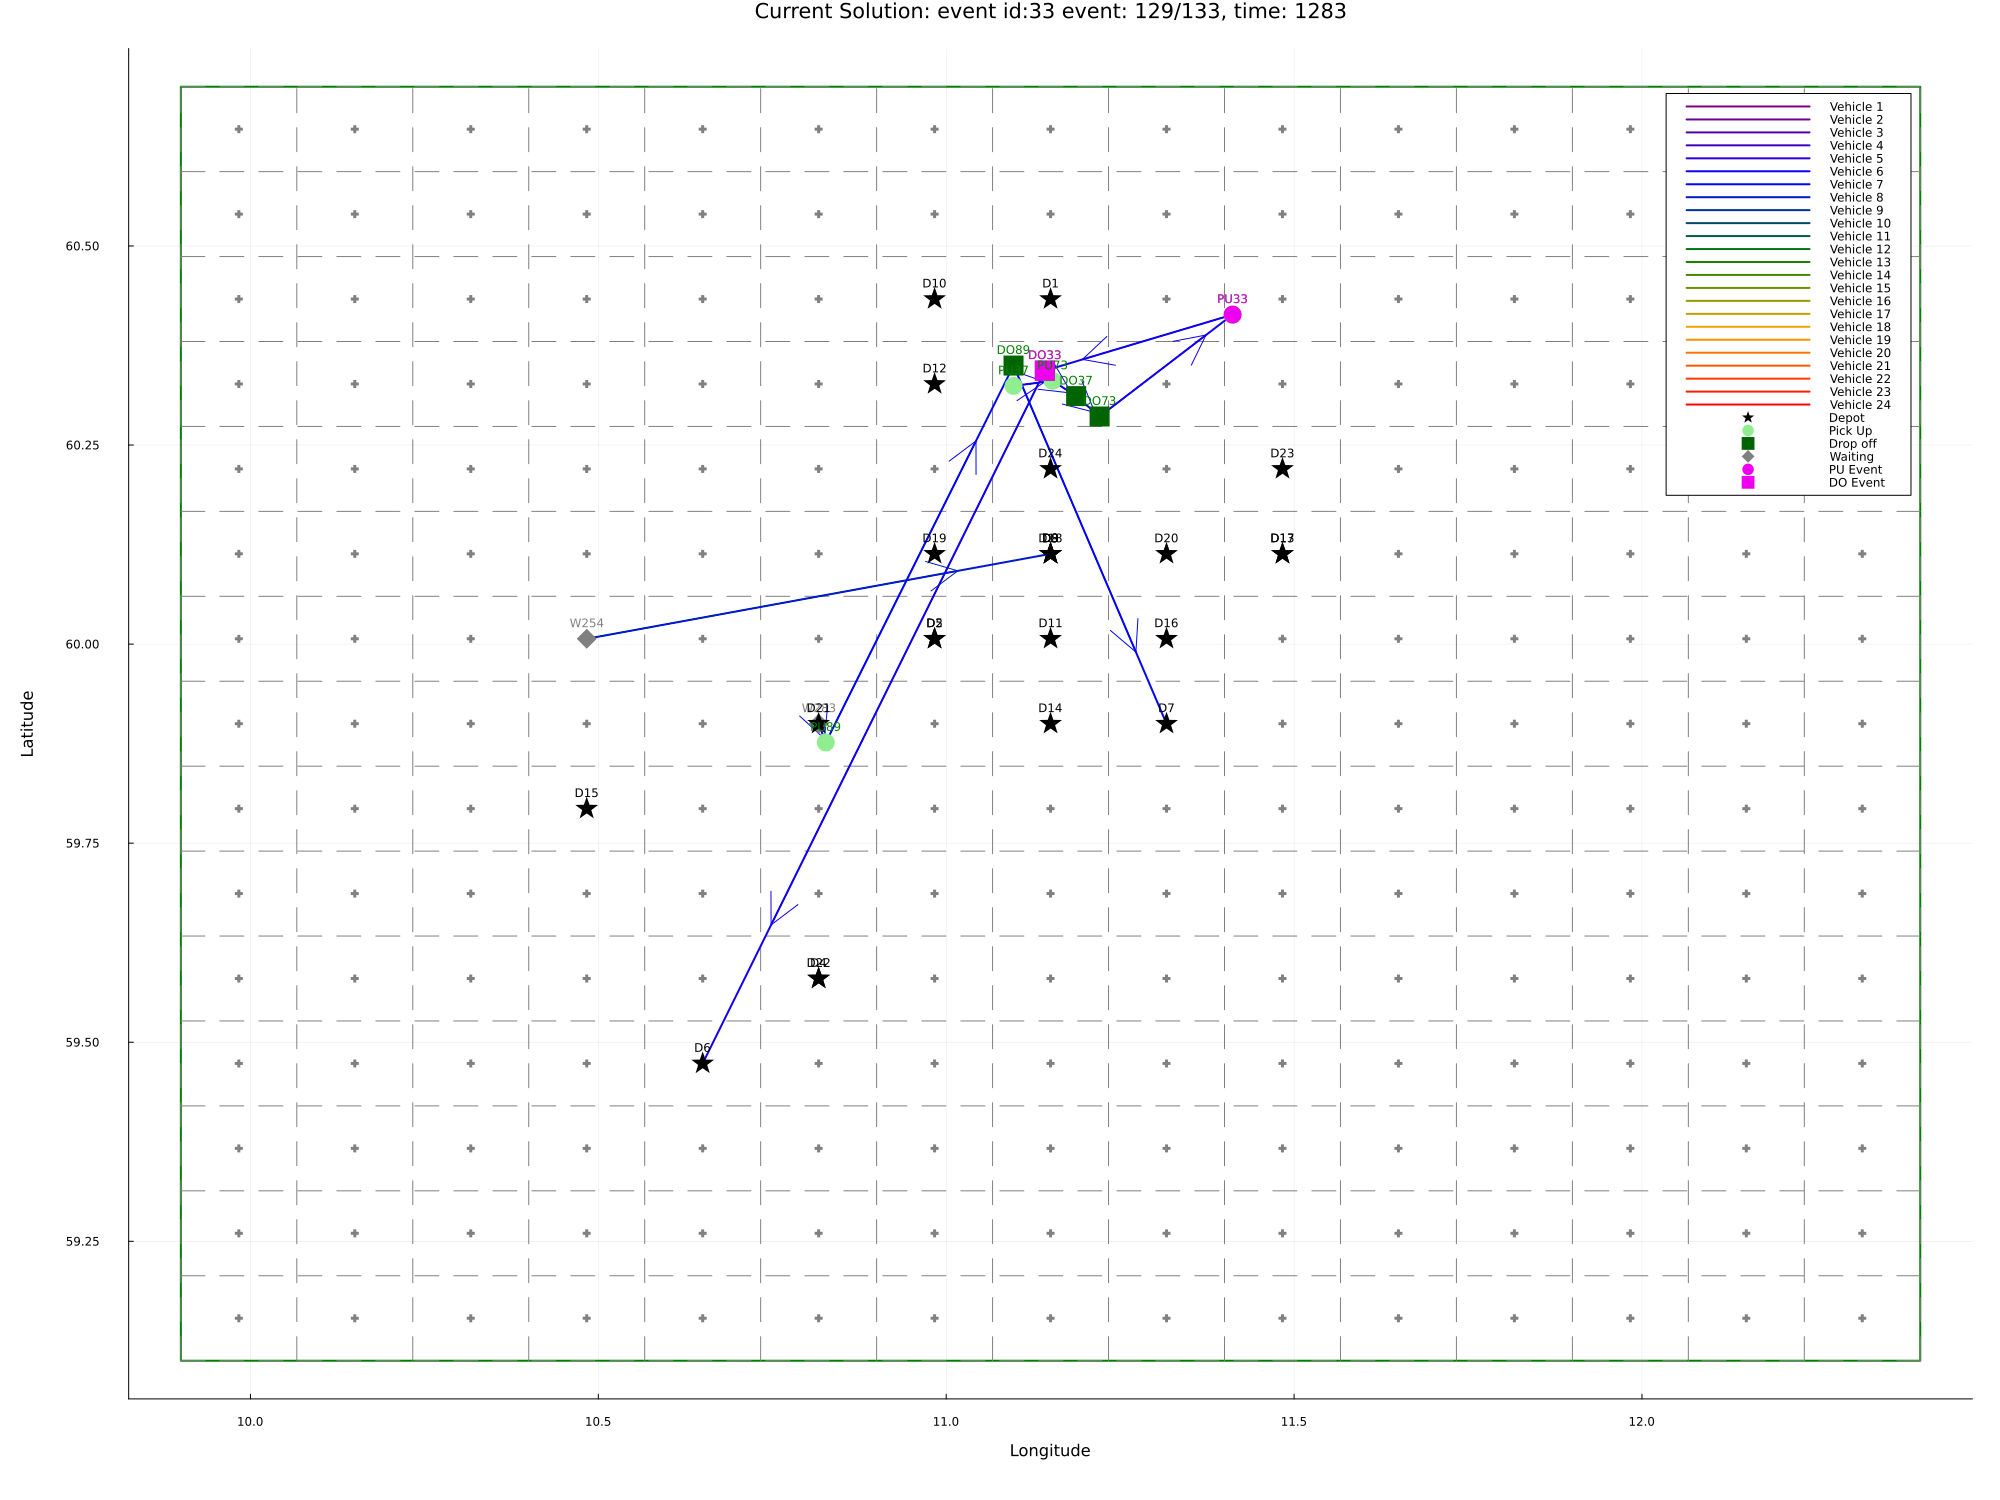 Current Solution: event id:33 event: 129/133, time: 1283
Vehicle 1
Vehicle 2
Vehicle 3
Vehicle 4
Vehicle 5
Vehicle 6
Vehicle 7
Vehicle 8
Vehicle 9
Vehicle 10
Vehicle 11
Vehicle 12
Vehicle 13
Vehicle 14
Vehicle 15
Vehicle 16
Vehicle 17
Vehicle 18
Vehicle 19
Vehicle 20
Vehicle 21
Vehicle 22
Vehicle 23
Vehicle 24
Depot
Pick Up
Drop off
Waiting
PU Event
DO Event
60.50
60.25
60.00
59.75
59.50
59.25
Latitude
D10
D1
PU33
DO89
DO33
D12
DO37
DO73
D24
D23
D19
D20
W254
D11
D16
D21
D14
D7
D15
D6
10.0
10.5
11.0
11.5
12.0
Longitude